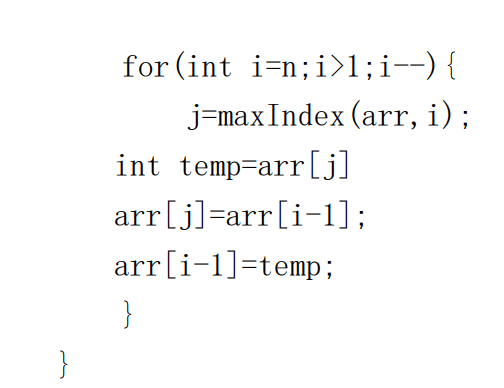 for(int i=n;i>1;i--){
j=maxIndex(arr,i);
int temp=arr[j]
arr[j]=arr[i-1];
arr[i-1]=temp;
}
}